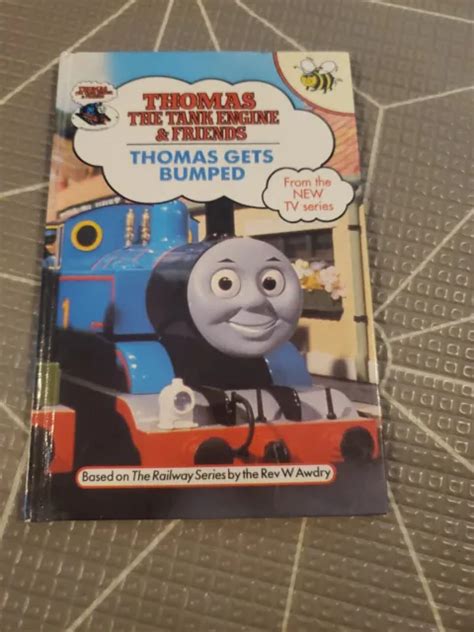 THOMAS
THE TANK ENGINE
& FRIENDS
THOMAS GETS
BUMPED
From the
NEW
TV series
1
Based on The Railway Series by the Rev W Awdry